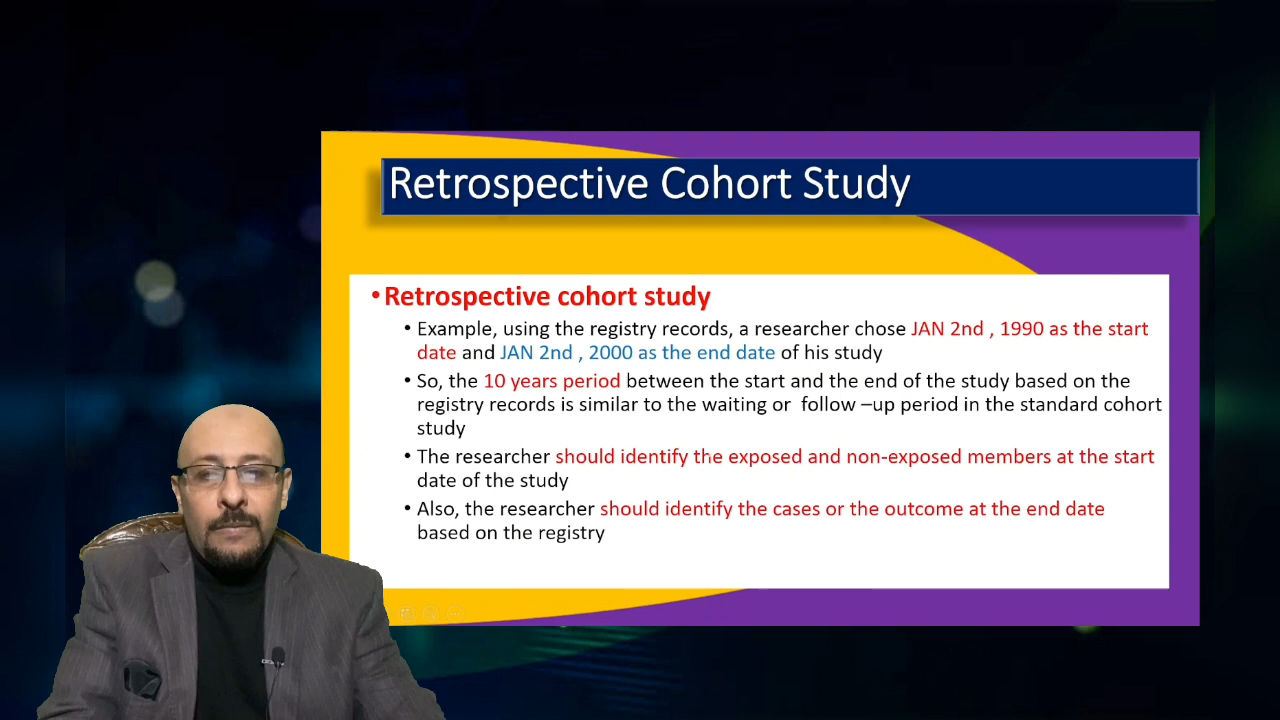 Retrospective Cohort Study
•Retrospective cohort study
• Example, using the registry records, a researcher chose JAN 2nd , 1990 as the start
date and JAN 2nd , 2000 as the end date of his study
• So, the 10 years period between the start and the end of the study based on the
registry records is similar to the waiting or follow –up period in the standard cohort
study
• The researcher should identify the exposed and non-exposed members at the start
date of the study
• Also, the researcher should identify the cases or the outcome at the end date
based on the registry